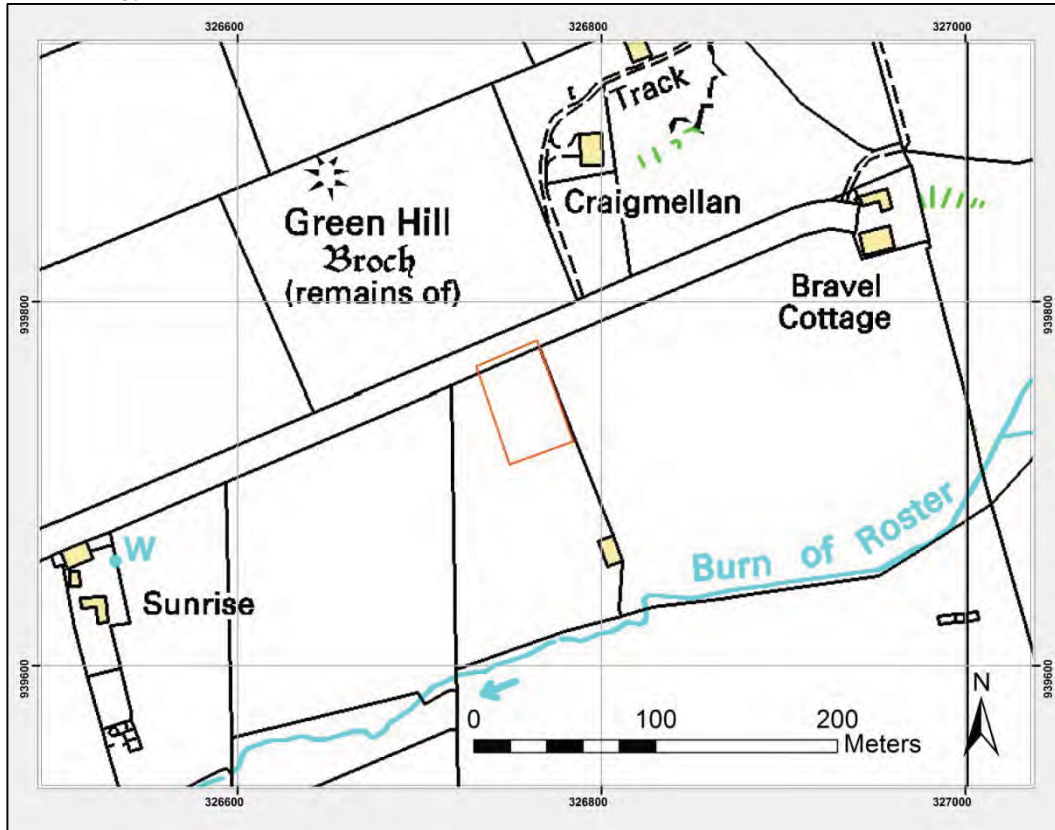 326600
326800
327000
Track
Craigmellan
Green Hill
Broch
(remains of)
939800
939800
Bravel
Cottage
W
Sunrise
Burn of Roster
939600
939600
N
0 100 200
Meters
326600
326800
327000